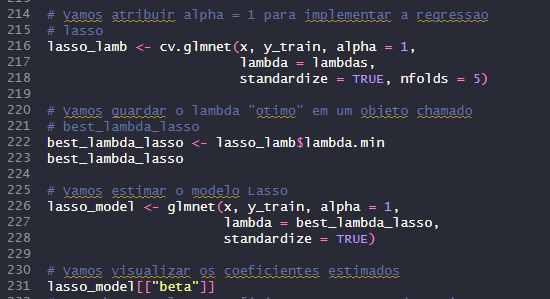 214 # Vamos atribuir alpha = 1 para implementar a regressao
215 # lasso
216 lasso_lamb <- cv.glmnet(x, y_train, alpha = 1,
217 lambda = lambdas,
218 standardize = TRUE, nfolds = 5)
219
220 # Vamos guardar o lambda "otimo" em um objeto chamado
221 # best_lambda_lasso
222 best_lambda_lasso <- lasso_lamb$lambda.min
223 best_lambda_lasso
224
225 # Vamos estimar o modelo Lasso
226 lasso_model <- glmnet(x, y_train, alpha = 1,
227 lambda = best_lambda_lasso,
228 standardize = TRUE)
229
230 # Vamos visualizar os coeficientes estimados
231 lasso_model[["beta"]]